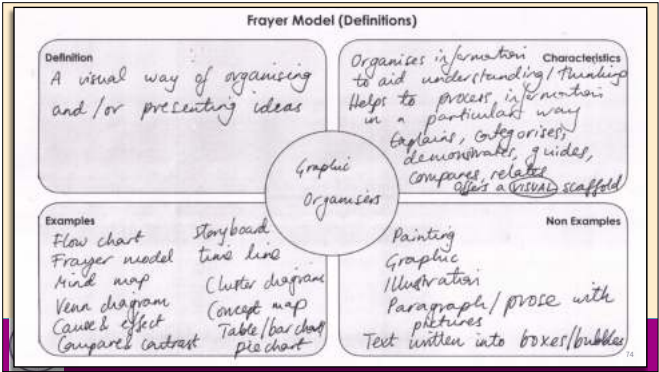 Frayer Model (Definitions)
Definition
A visual way of organising
and/or presenting ideas
Characteristics
Organises information
to aid understanding/thinking
Helps to process information
in a particular way
Explains, categorises,
demonstrates, guides,
compares, relates
Offers a VISUAL scaffold
Graphic
Organisers
Examples
Flow chart
Frayer model
Mind map
Venn diagram
Cause & effect
Compare & contrast
Storyboard
time line
Cluster diagram
Concept map
Table/bar chart
pie chart
Non Examples
Painting
Graphic
Illustration
Paragraph/prose with
pictures
Text written into boxes/bubbles
74